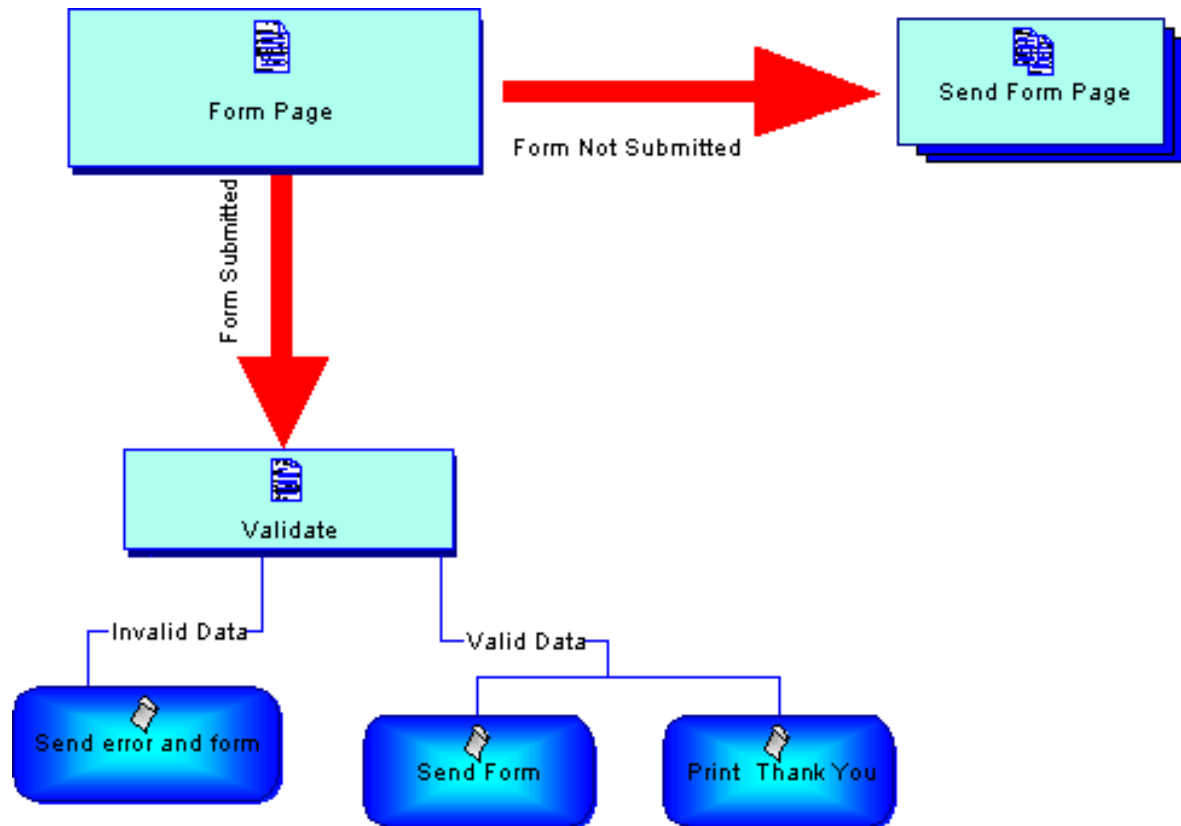 Form Page
Send Form Page
Form Not Submitted
Form Submitted
Validate
Invalid Data
Valid Data
Send error and form
Send Form
Print Thank You